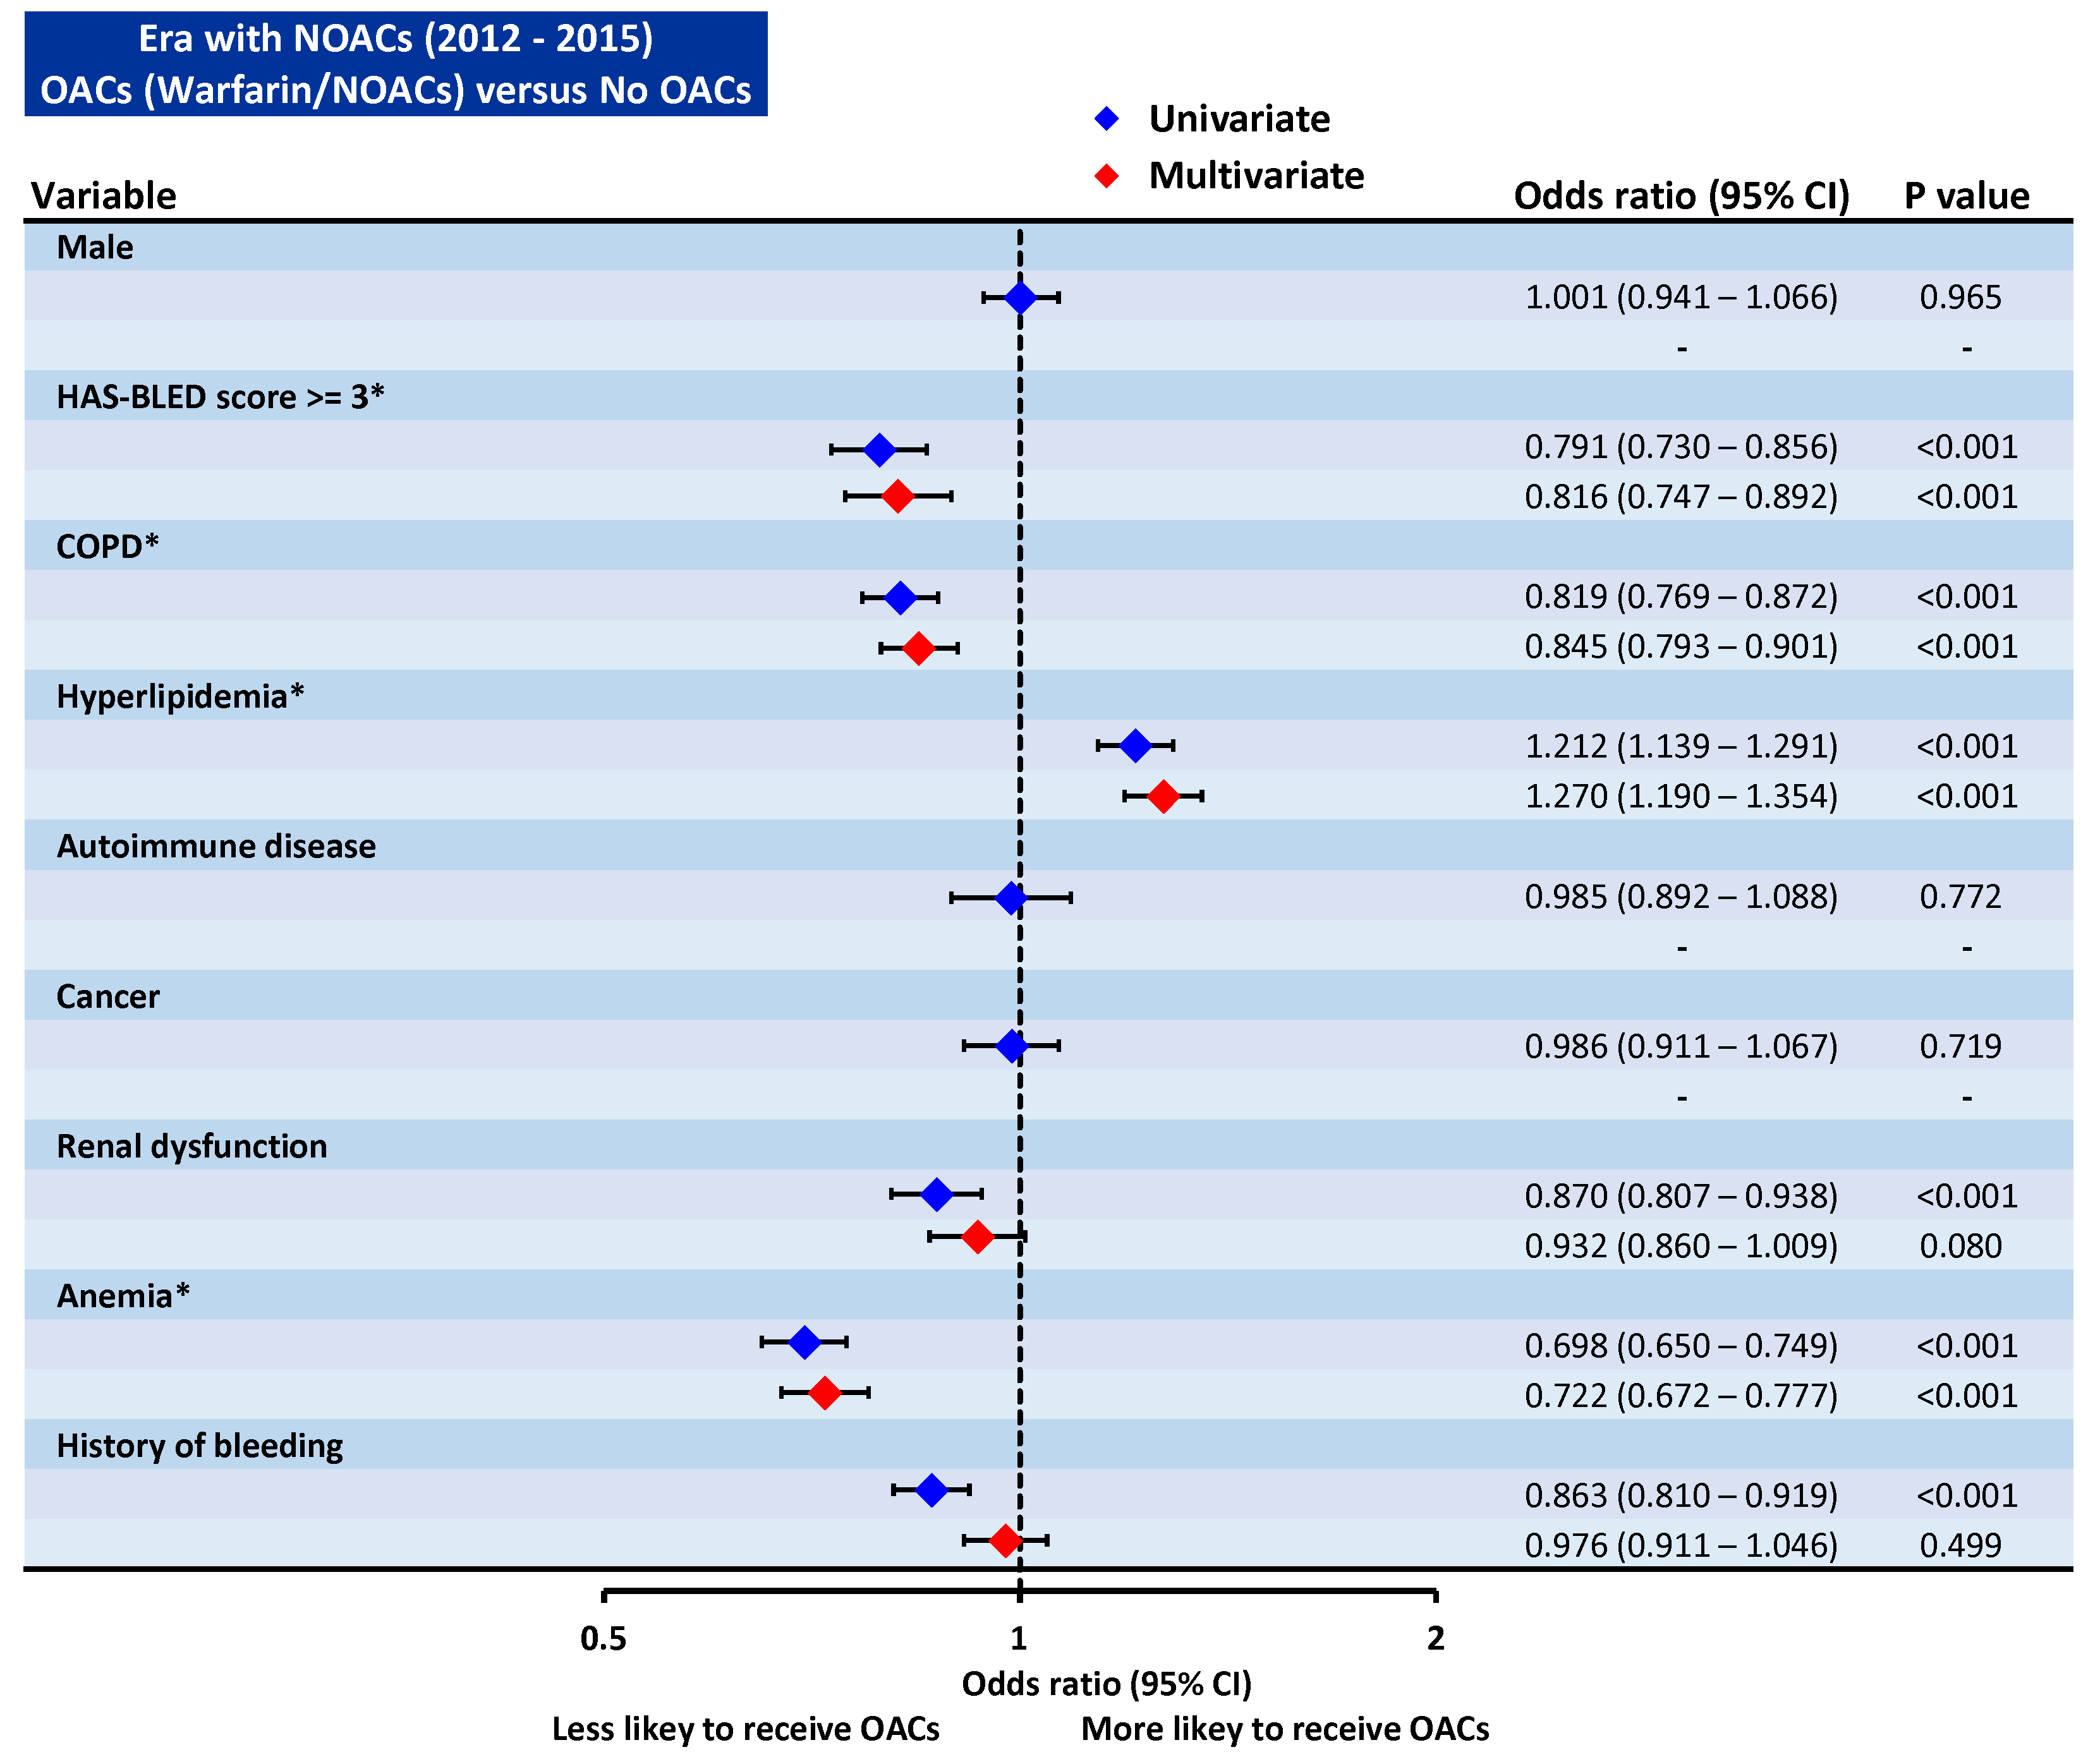 Era with NOACs (2012 - 2015)
OACs (Warfarin/NOACs) versus No OACs
Univariate
Multivariate
Variable Odds ratio (95% CI) P value
Male
1.001 (0.941 – 1.066) 0.965
- -
HAS-BLED score >= 3*
0.791 (0.730 – 0.856) <0.001
0.816 (0.747 – 0.892) <0.001
COPD*
0.819 (0.769 – 0.872) <0.001
0.845 (0.793 – 0.901) <0.001
Hyperlipidemia*
1.212 (1.139 – 1.291) <0.001
1.270 (1.190 – 1.354) <0.001
Autoimmune disease
0.985 (0.892 – 1.088) 0.772
- -
Cancer
0.986 (0.911 – 1.067) 0.719
- -
Renal dysfunction
0.870 (0.807 – 0.938) <0.001
0.932 (0.860 – 1.009) 0.080
Anemia*
0.698 (0.650 – 0.749) <0.001
0.722 (0.672 – 0.777) <0.001
History of bleeding
0.863 (0.810 – 0.919) <0.001
0.976 (0.911 – 1.046) 0.499
0.5 1 2
Odds ratio (95% CI)
Less likey to receive OACs More likey to receive OACs